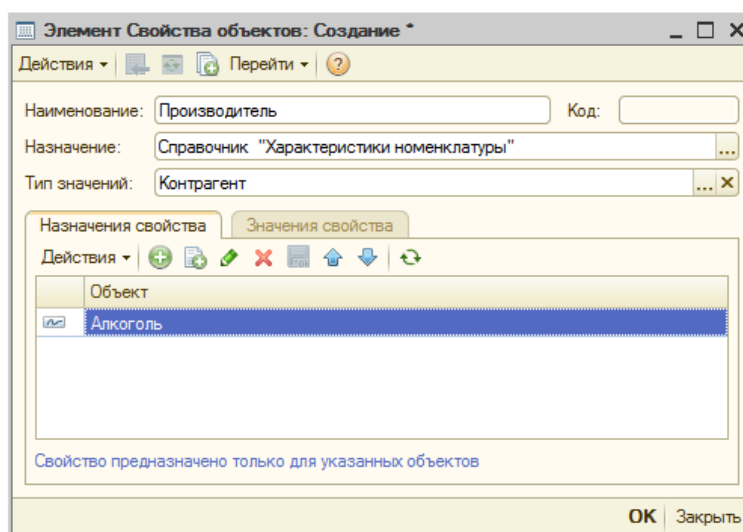 Элемент Свойства объектов: Создание *
Действия Перейти
Наименование: Производитель Код:
Назначение: Справочник "Характеристики номенклатуры" ...
Тип значений: Контрагент ... ×
Назначения свойства Значения свойства
Действия
Объект
Алкоголь
Свойство предназначено только для указанных объектов
OK Закрыть